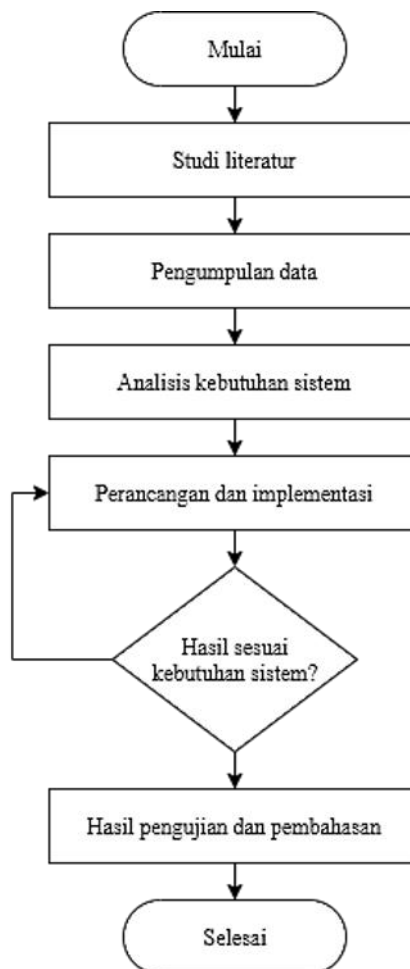 Mulai
Studi literatur
Pengumpulan data
Analisis kebutuhan sistem
Perancangan dan implementasi
Hasil sesuai
kebutuhan sistem?
Hasil pengujian dan pembahasan
Selesai